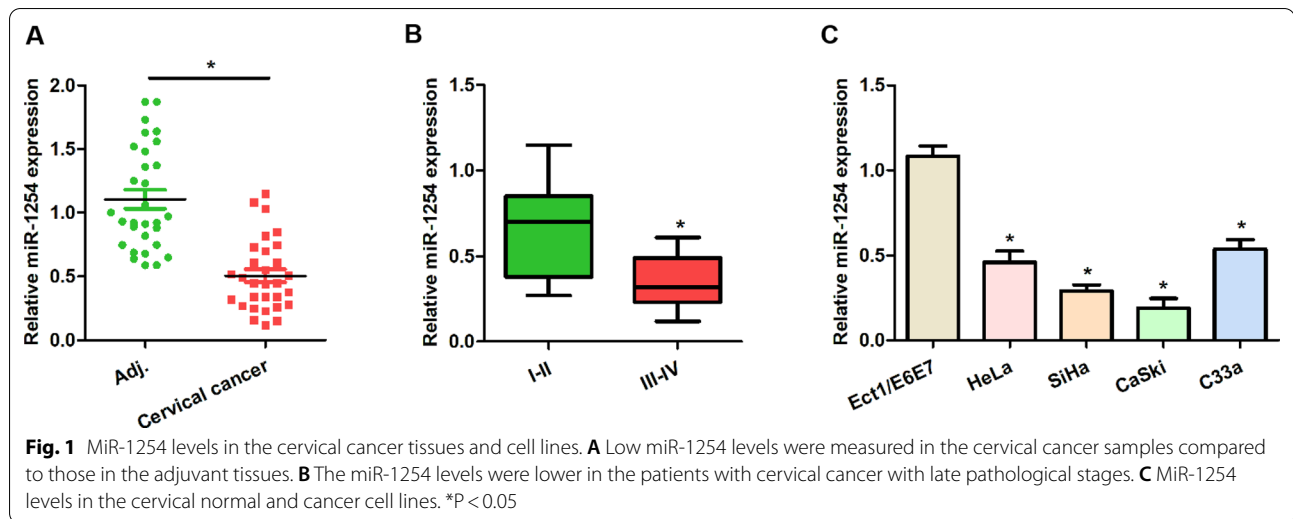 A
*
Relative miR-1254 expression
2.0
1.5
1.0
0.5
0.0
Adj.
Cervical cancer
B
Relative miR-1254 expression
1.5
1.0
0.5
0.0
*
I-II
III-IV
C
Relative miR-1254 expression
1.5
1.0
0.5
0.0
*
*
*
*
Ect1/E6E7
HeLa
SiHa
CaSki
C33a
Fig. 1 MiR-1254 levels in the cervical cancer tissues and cell lines. A Low miR-1254 levels were measured in the cervical cancer samples compared
to those in the adjuvant tissues. B The miR-1254 levels were lower in the patients with cervical cancer with late pathological stages. C MiR-1254
levels in the cervical normal and cancer cell lines. *P < 0.05